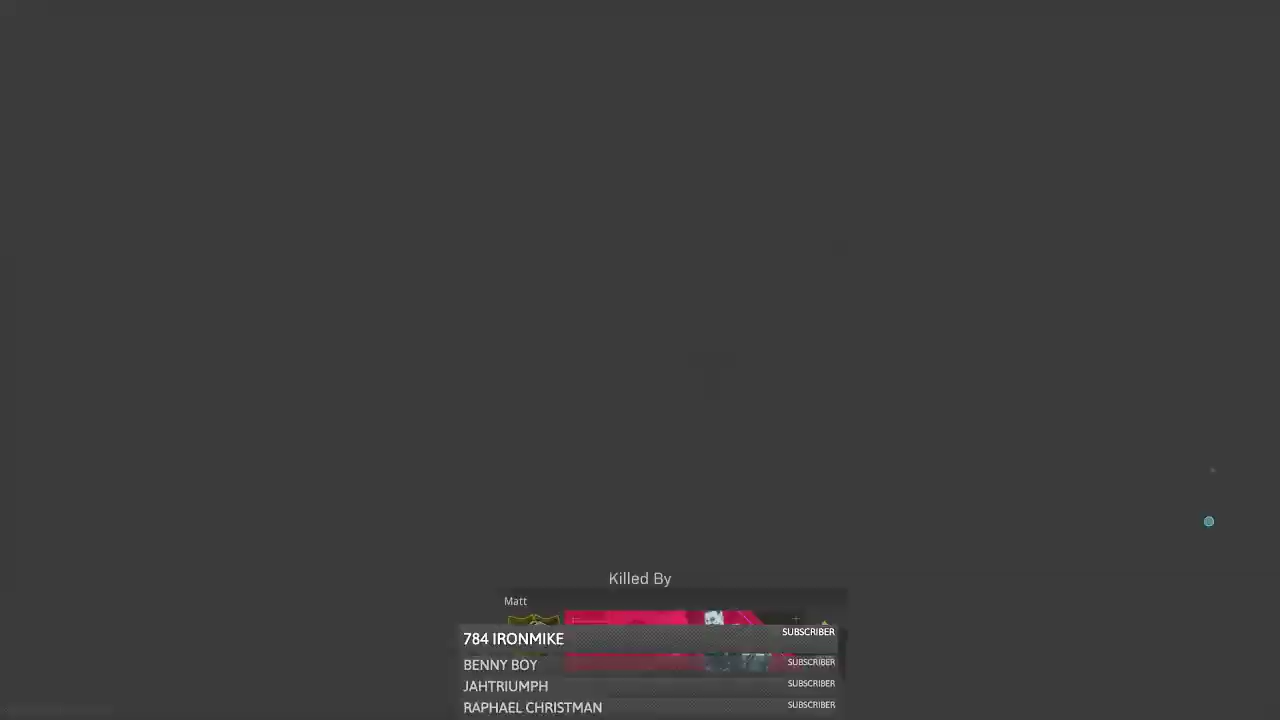 Killed By
Matt
784 IRONMIKE SUBSCRIBER
BENNY BOY SUBSCRIBER
JAHTRIUMPH SUBSCRIBER
RAPHAEL CHRISTMAN SUBSCRIBER